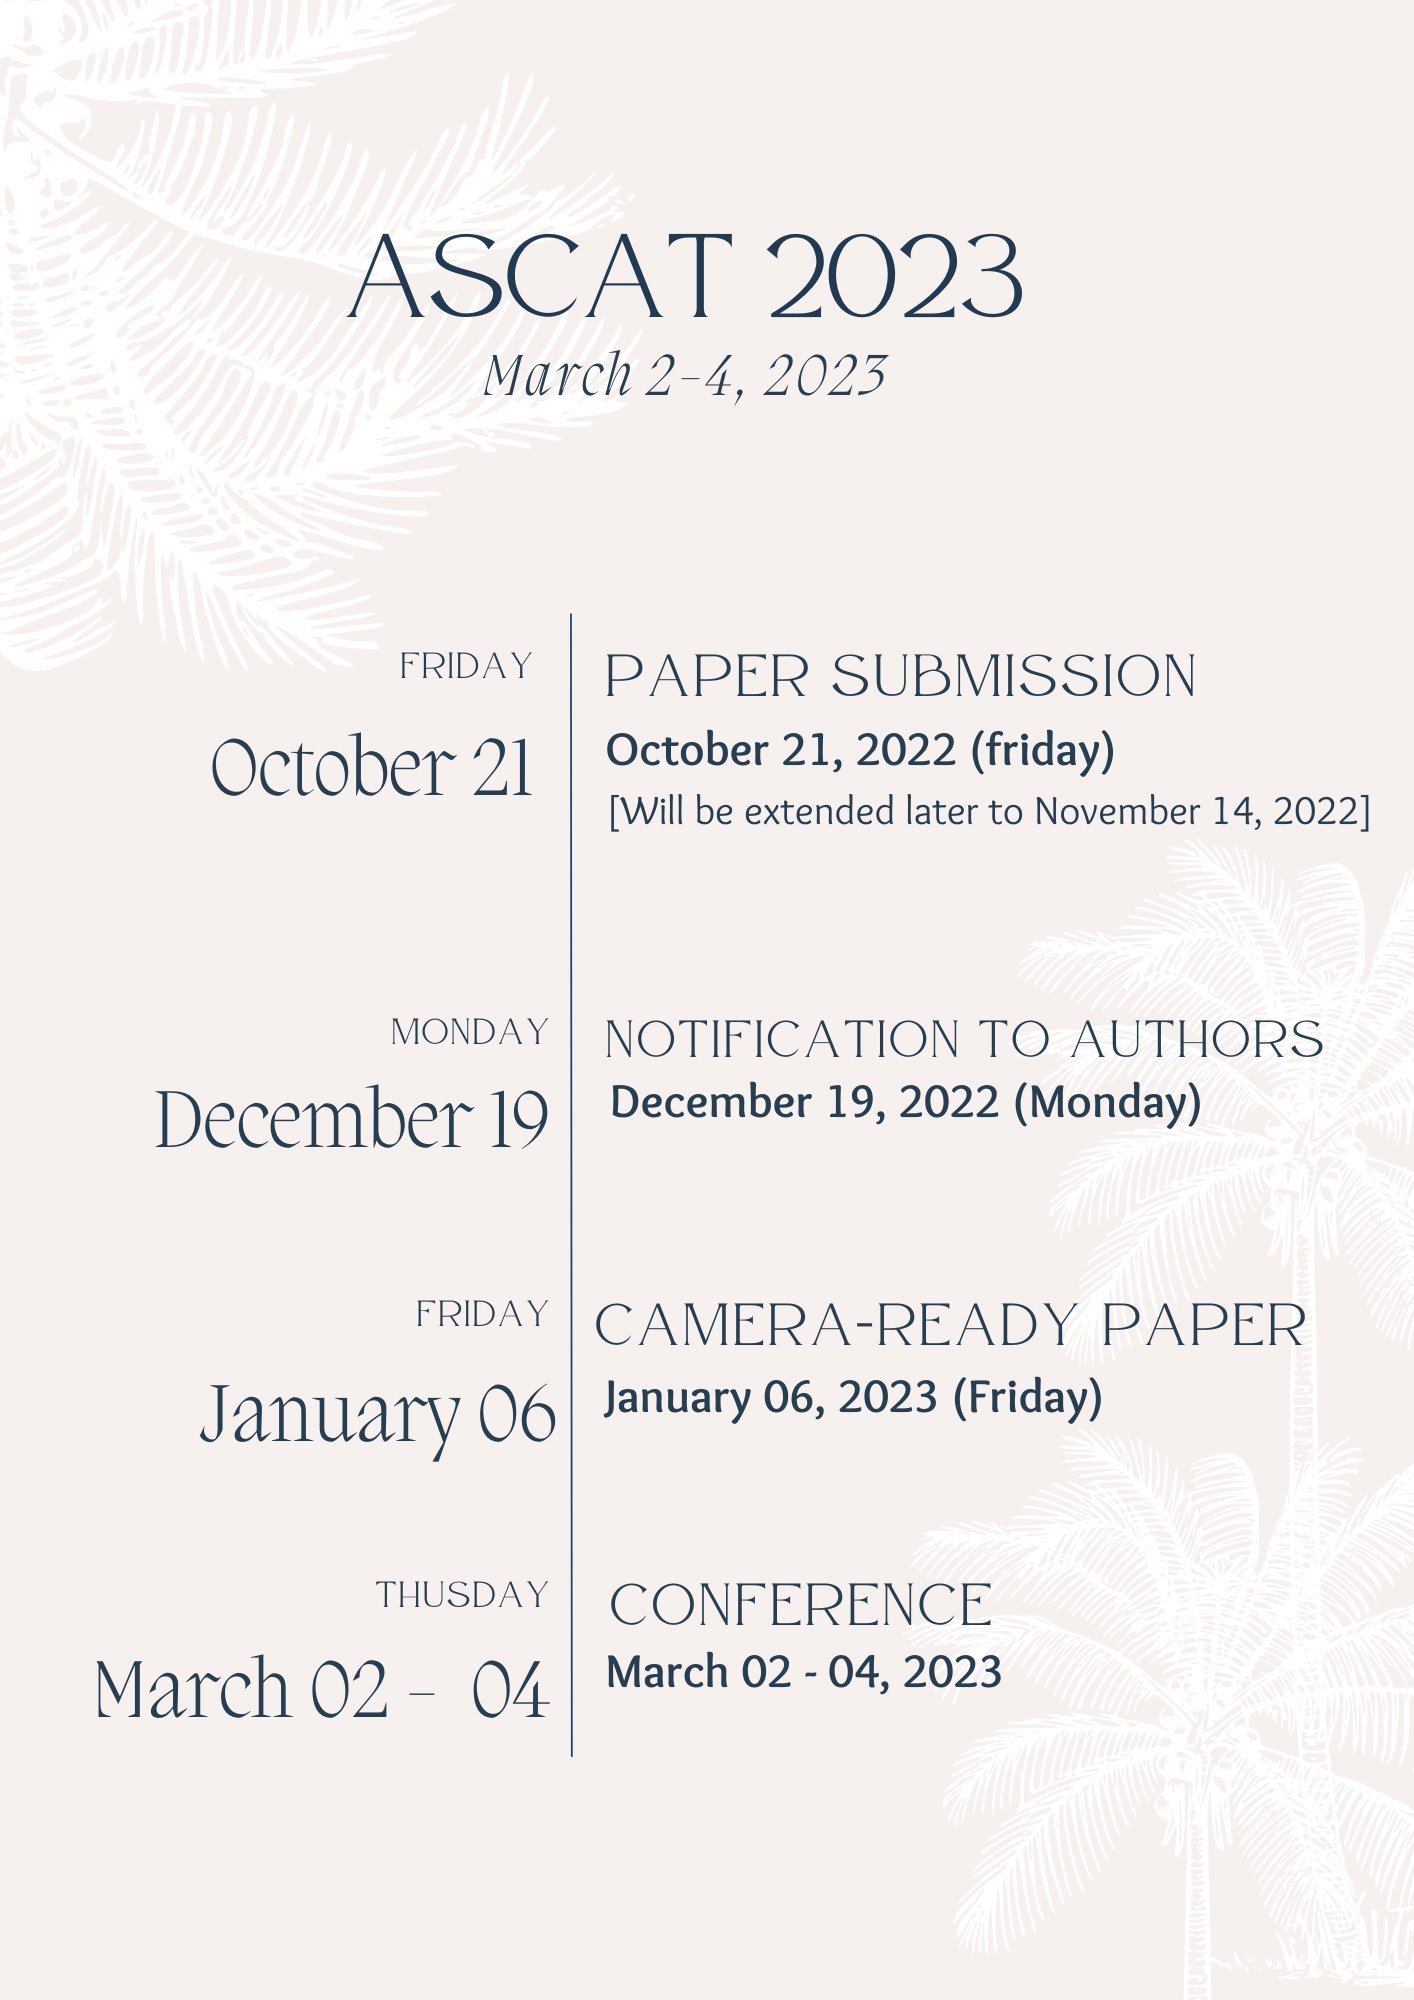 ASCAT 2023
March 2-4, 2023
FRIDAY
October 21
PAPER SUBMISSION
October 21, 2022 (friday)
[Will be extended later to November 14, 2022]
MONDAY
December 19
NOTIFICATION TO AUTHORS
December 19, 2022 (Monday)
FRIDAY
January 06
CAMERA-READY PAPER
January 06, 2023 (Friday)
THUSDAY
March 02 - 04
CONFERENCE
March 02 - 04, 2023